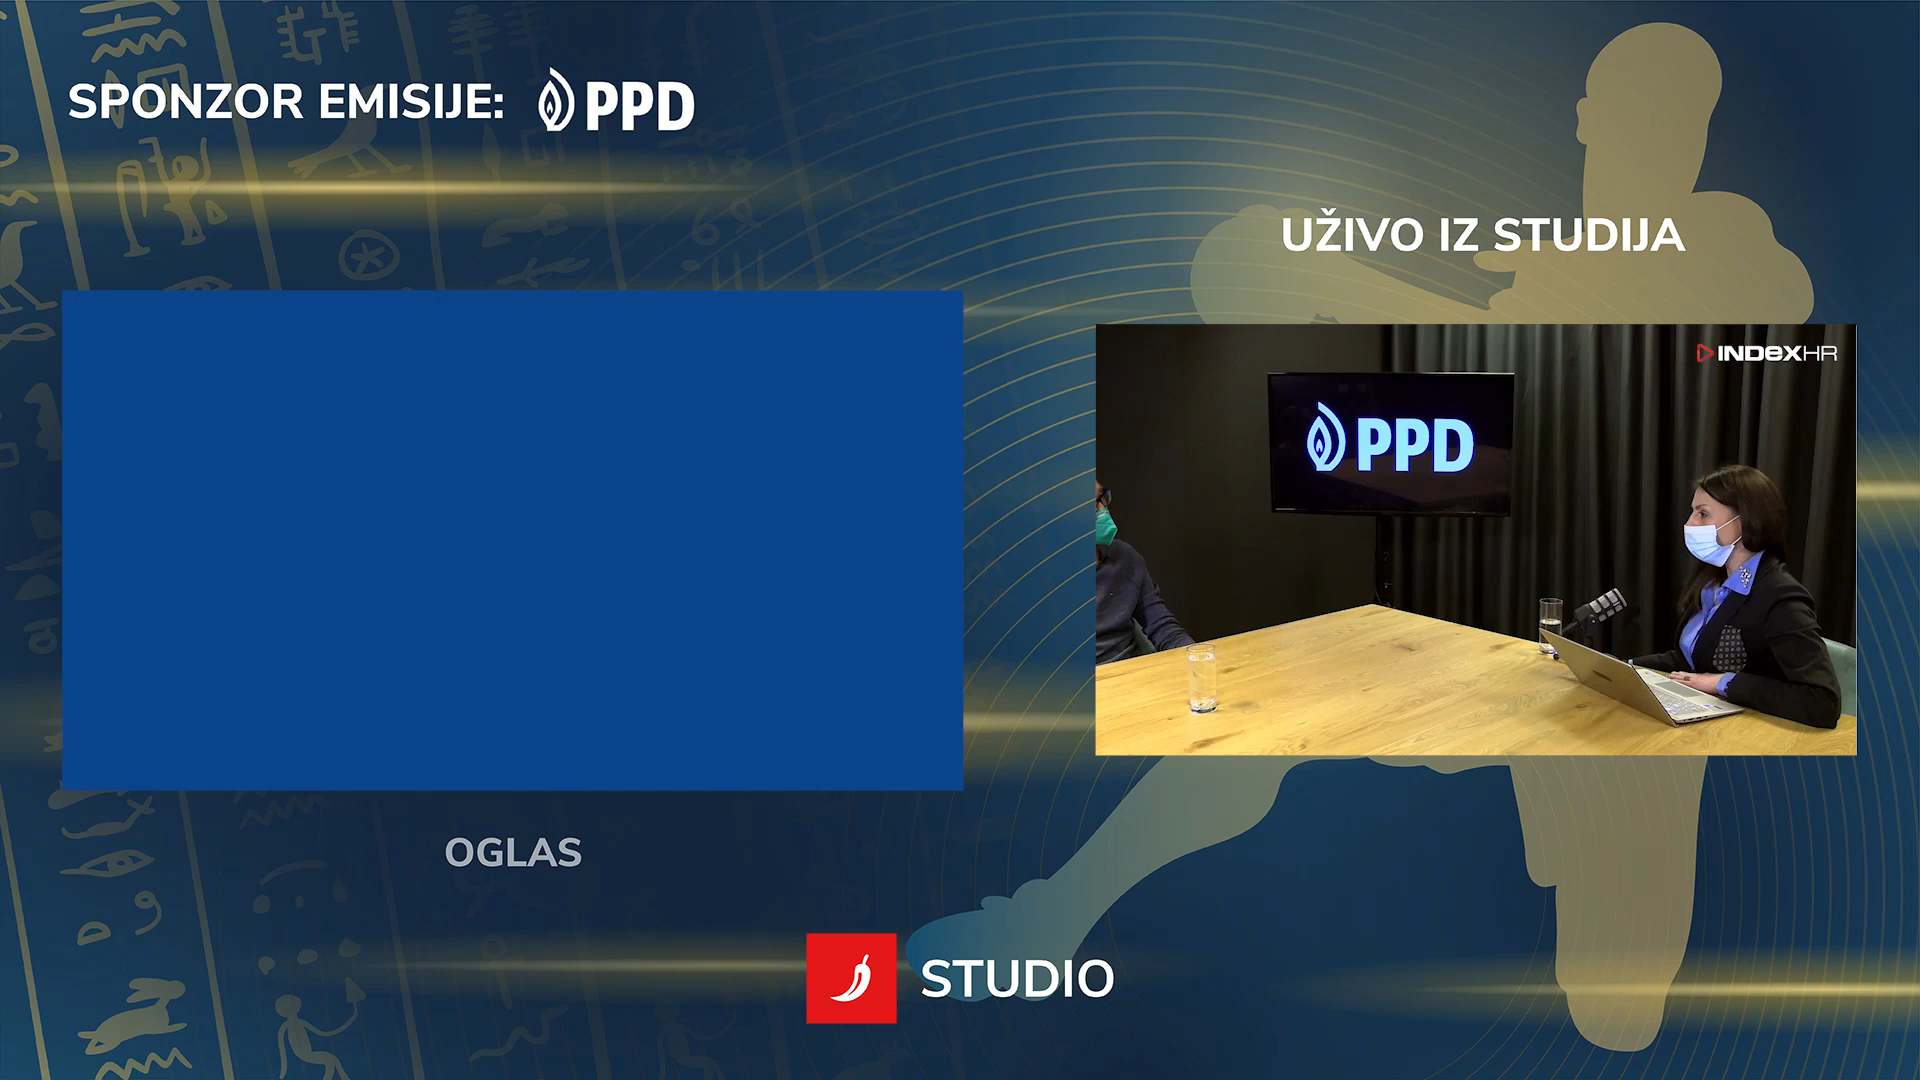 SPONZOR EMISIJE: PPD
UŽIVO IZ STUDIJA
INDEXHR
PPD
OGLAS
STUDIO